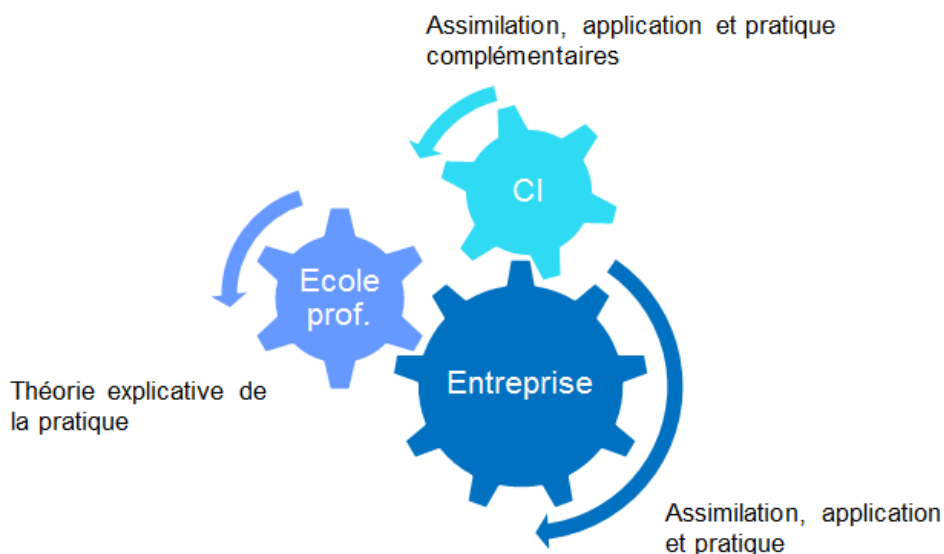 Assimilation, application et pratique
complémentaires
CI
Ecole
prof.
Entreprise
Théorie explicative de
la pratique
Assimilation, application
et pratique